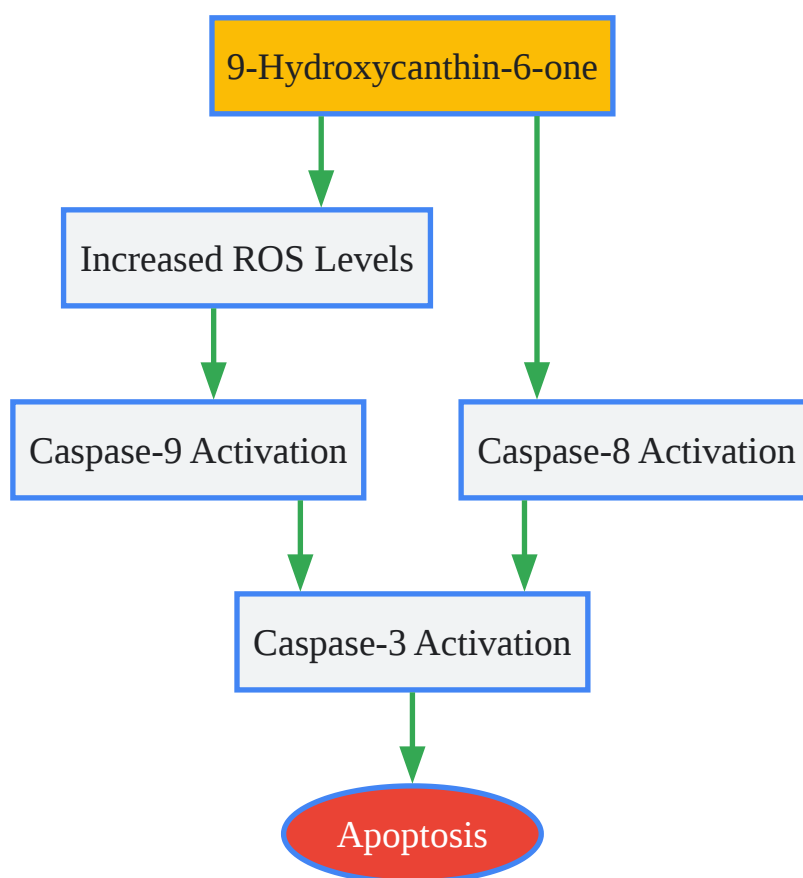 9-Hydroxycanthin-6-one
Increased ROS Levels
Caspase-9 Activation
Caspase-8 Activation
Caspase-3 Activation
Apoptosis